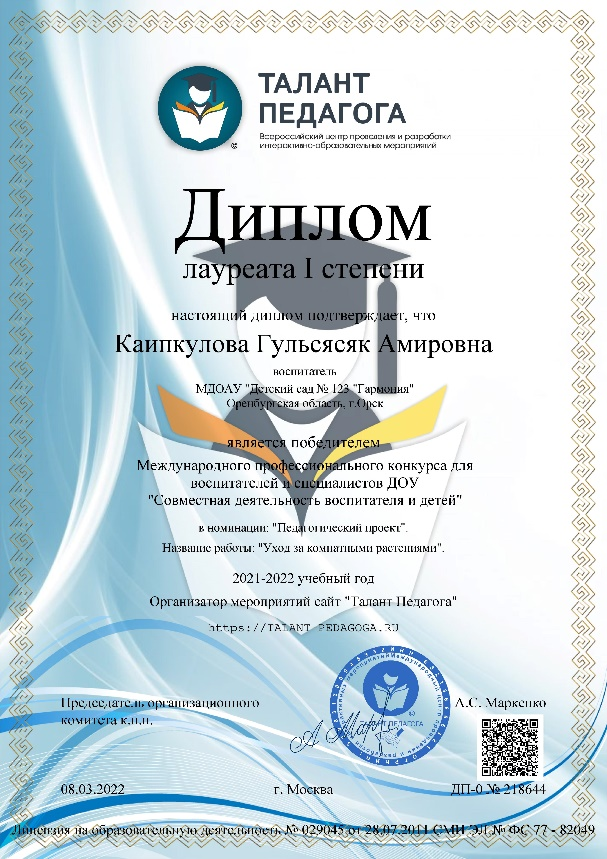 ТАЛАНТ
ПЕДАГОГА
Всероссийский центр проведения и разработки
интерактивно-образовательных мероприятий
©
Диплом
лауреата I степени
настоящий диплом подтверждает, что
Каипкулова Гульсясяк Амировна
воспитатель
МДОАУ "Детский сад № 123 "Гармония"
Оренбургская область, г.Орск
является победителем
Международного профессионального конкурса для
воспитателей и специалистов ДОУ
"Совместная деятельность воспитателя и детей"
в номинации: "Педагогический проект".
Название работы: "Уход за комнатными растениями".
2021-2022 учебный год
Организатор мероприятий сайт "Талант Педагога"
https://TALANT-PEDAGOGA.RU
Председатель организационного
комитета к.п.п.
ТАЛАНТ ПЕДАГОГА
А.С. Маркенко
08.03.2022
г. Москва
ДП-0 № 218644
Лицензия на образовательную деятельность № 029045 от 28.07.2011 СМИ ЭЛ № ФС 77 - 82049